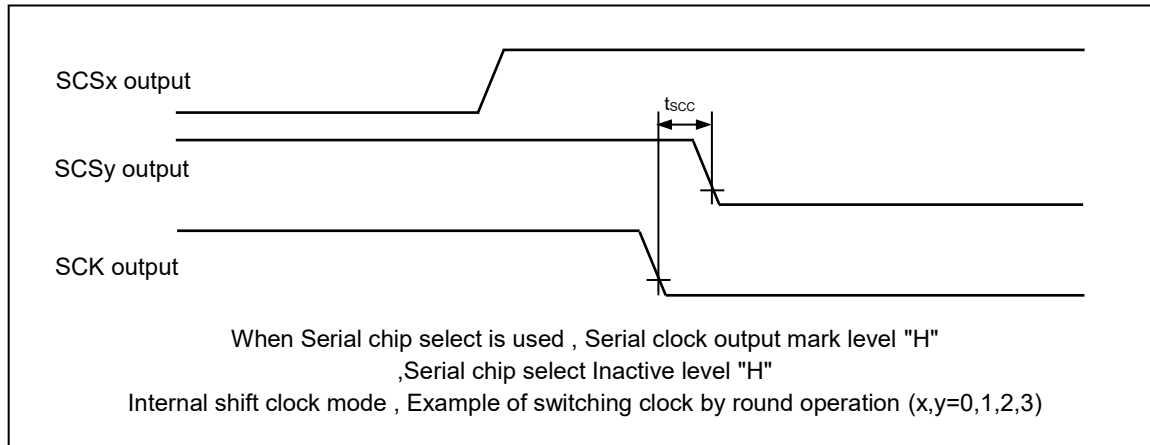 SCSx output
tSCC
SCSy output
SCK output
When Serial chip select is used , Serial clock output mark level "H"
,Serial chip select Inactive level "H"
Internal shift clock mode , Example of switching clock by round operation (x,y=0,1,2,3)